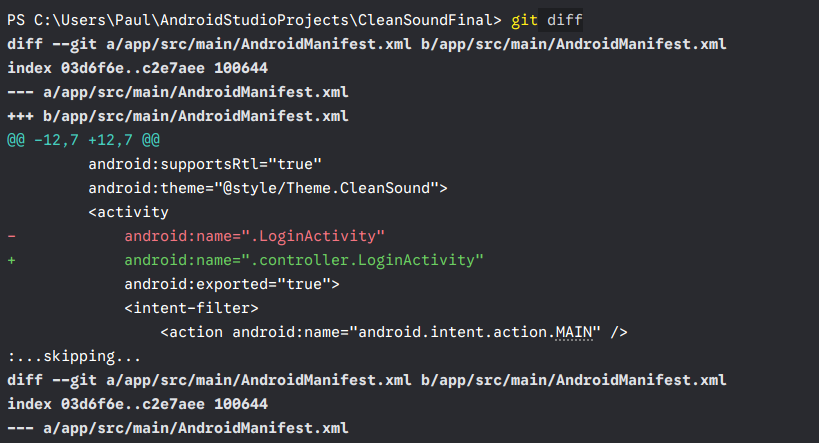 PS C:\Users\Paul\AndroidStudioProjects\CleanSoundFinal> git diff
diff --git a/app/src/main/AndroidManifest.xml b/app/src/main/AndroidManifest.xml
index 03d6f6e..c2e7aee 100644
--- a/app/src/main/AndroidManifest.xml
+++ b/app/src/main/AndroidManifest.xml
@@ -12,7 +12,7 @@
         android:supportsRtl="true"
         android:theme="@style/Theme.CleanSound">
         <activity
-            android:name=".LoginActivity"
+            android:name=".controller.LoginActivity"
             android:exported="true">
             <intent-filter>
                 <action android:name="android.intent.action.MAIN" />
:...skipping...
diff --git a/app/src/main/AndroidManifest.xml b/app/src/main/AndroidManifest.xml
index 03d6f6e..c2e7aee 100644
--- a/app/src/main/AndroidManifest.xml